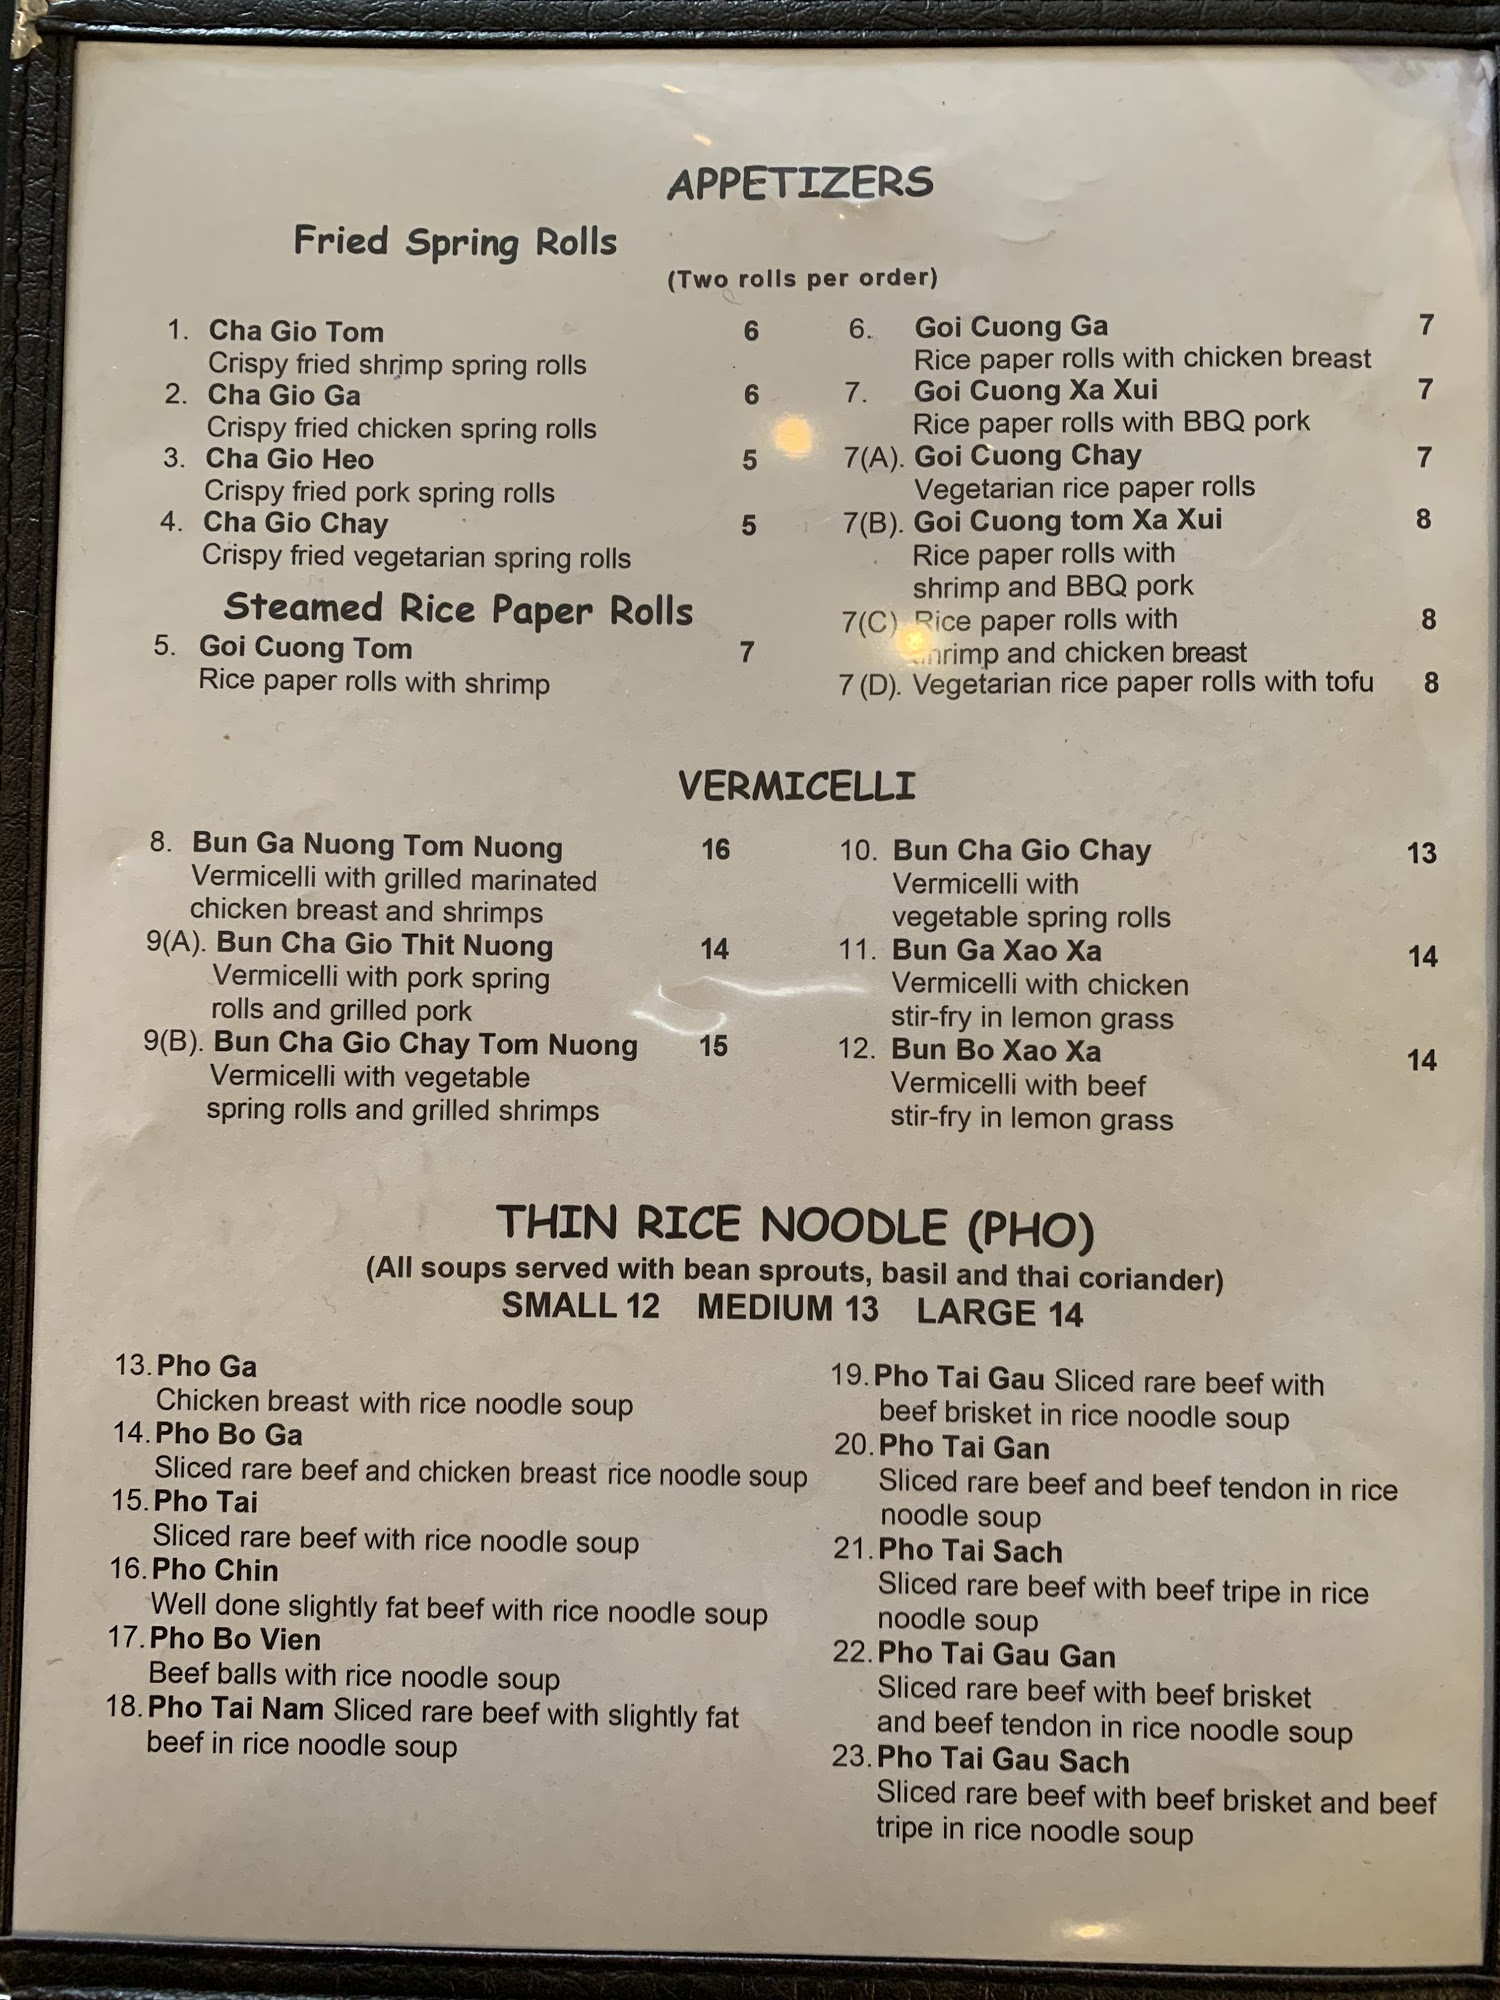 APPETIZERS
Fried Spring Rolls
(Two rolls per order)
1. Cha Gio Tom 6
Crispy fried shrimp spring rolls
2. Cha Gio Ga 6
Crispy fried chicken spring rolls
3. Cha Gio Heo 5
Crispy fried pork spring rolls
4. Cha Gio Chay 5
Crispy fried vegetarian spring rolls
Steamed Rice Paper Rolls
5. Goi Cuong Tom 7
Rice paper rolls with shrimp
6. Goi Cuong Ga 7
Rice paper rolls with chicken breast
7. Goi Cuong Xa Xui 7
Rice paper rolls with BBQ pork
7(A). Goi Cuong Chay 7
Vegetarian rice paper rolls
7(B). Goi Cuong tom Xa Xui 8
Rice paper rolls with
shrimp and BBQ pork
7(C). Rice paper rolls with 8
shrimp and chicken breast
7 (D). Vegetarian rice paper rolls with tofu 8
VERMICELLI
8. Bun Ga Nuong Tom Nuong 16
Vermicelli with grilled marinated
chicken breast and shrimps
9(A). Bun Cha Gio Thit Nuong 14
Vermicelli with pork spring
rolls and grilled pork
9(B). Bun Cha Gio Chay Tom Nuong 15
Vermicelli with vegetable
spring rolls and grilled shrimps
10. Bun Cha Gio Chay 13
Vermicelli with
vegetable spring rolls
11. Bun Ga Xao Xa 14
Vermicelli with chicken
stir-fry in lemon grass
12. Bun Bo Xao Xa 14
Vermicelli with beef
stir-fry in lemon grass
THIN RICE NOODLE (PHO)
(All soups served with bean sprouts, basil and thai coriander)
SMALL 12 MEDIUM 13 LARGE 14
13. Pho Ga
Chicken breast with rice noodle soup
14. Pho Bo Ga
Sliced rare beef and chicken breast rice noodle soup
15. Pho Tai
Sliced rare beef with rice noodle soup
16. Pho Chin
Well done slightly fat beef with rice noodle soup
17. Pho Bo Vien
Beef balls with rice noodle soup
18. Pho Tai Nam Sliced rare beef with slightly fat
beef in rice noodle soup
19. Pho Tai Gau Sliced rare beef with
beef brisket in rice noodle soup
20. Pho Tai Gan
Sliced rare beef and beef tendon in rice
noodle soup
21. Pho Tai Sach
Sliced rare beef with beef tripe in rice
noodle soup
22. Pho Tai Gau Gan
Sliced rare beef with beef brisket
and beef tendon in rice noodle soup
23. Pho Tai Gau Sach
Sliced rare beef with beef brisket and beef
tripe in rice noodle soup